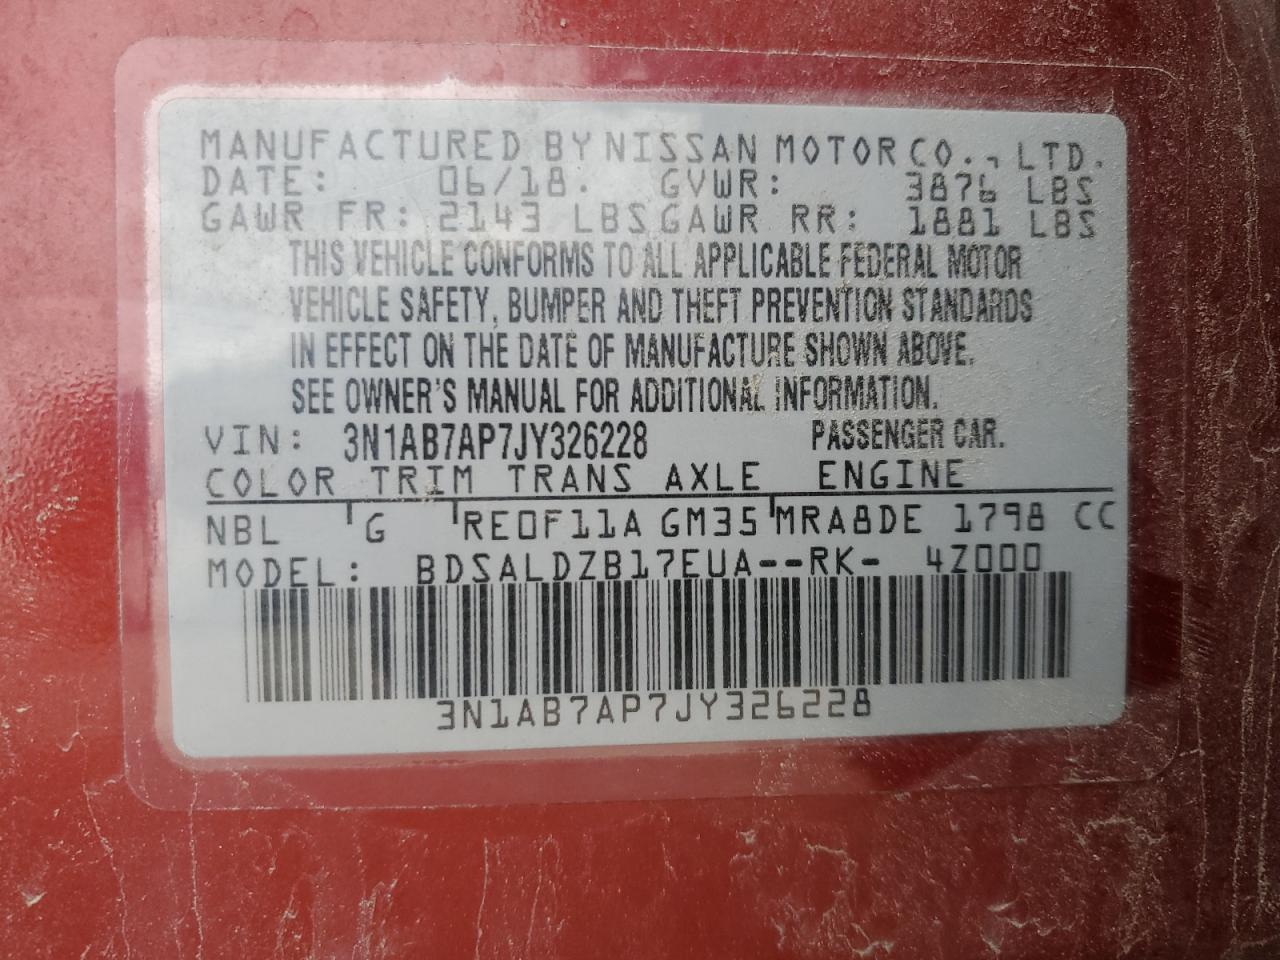 MANUFACTURED BY NISSAN MOTOR CO., LTD.
DATE: 06/18. GVWR: 3876 LBS
GAWR FR: 2143 LBS GAWR RR: 1881 LBS
THIS VEHICLE CONFORMS TO ALL APPLICABLE FEDERAL MOTOR
VEHICLE SAFETY, BUMPER AND THEFT PREVENTION STANDARDS
IN EFFECT ON THE DATE OF MANUFACTURE SHOWN ABOVE.
SEE OWNER'S MANUAL FOR ADDITIONAL INFORMATION.
VIN: 3N1AB7AP7JY326228 PASSENGER CAR.
COLOR TRIM TRANS AXLE ENGINE
NBL G RE0F11A GM35 MRA8DE 1798 CC
MODEL: BDSALDZB17EUA--RK- 4Z000
3N1AB7AP7JY326228